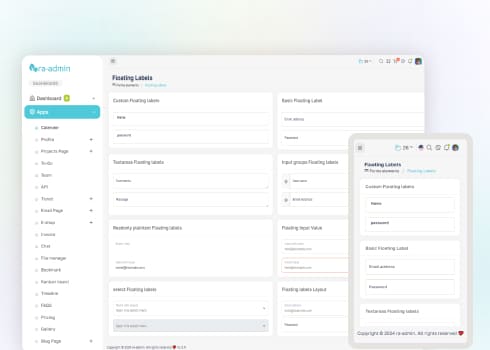 ra-admin
DASHBOARD
Dashboard
Apps
Calendar
Profile
Projects Page
To-Do
Team
API
Ticket
Email Page
E-shop
Invoice
Chat
File manager
Bookmark
Kanban board
Timeline
FAQS
Pricing
Gallery
Blog Page
Floating Labels
Forms elements
Floating Labels
Custom Floating labels
Name
password
Basic Floating Label
Email address
Password
Textareas Floating labels
Comments
Message
Input groups Floating labels
Username
Email Address
Readonly plaintext Floating labels
Floating Input Value
select Floating labels
Floating labels Layout
Password
Copyright © 2024 ra-admin. All rights reserved
26°
Floating Labels
Forms elements
Floating Labels
Custom Floating labels
Name
password
Basic Floating Label
Email address
Password
Textareas Floating labels
Copyright © 2024 ra-admin. All rights reserved